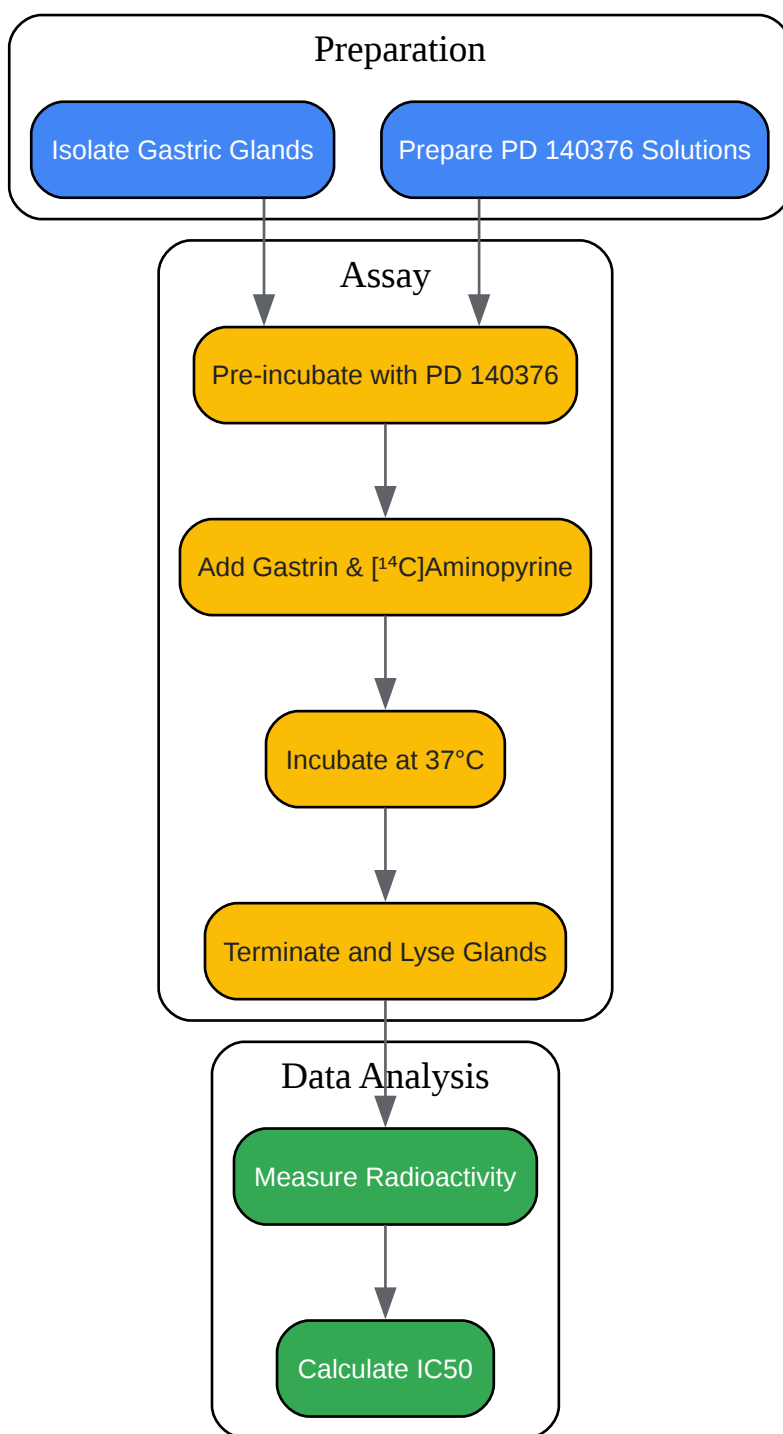 Preparation
Isolate Gastric Glands
Prepare PD 140376 Solutions
Assay
Pre-incubate with PD 140376
Add Gastrin & [¹⁴C]Aminopyrine
Incubate at 37°C
Terminate and Lyse Glands
Data Analysis
Measure Radioactivity
Calculate IC50